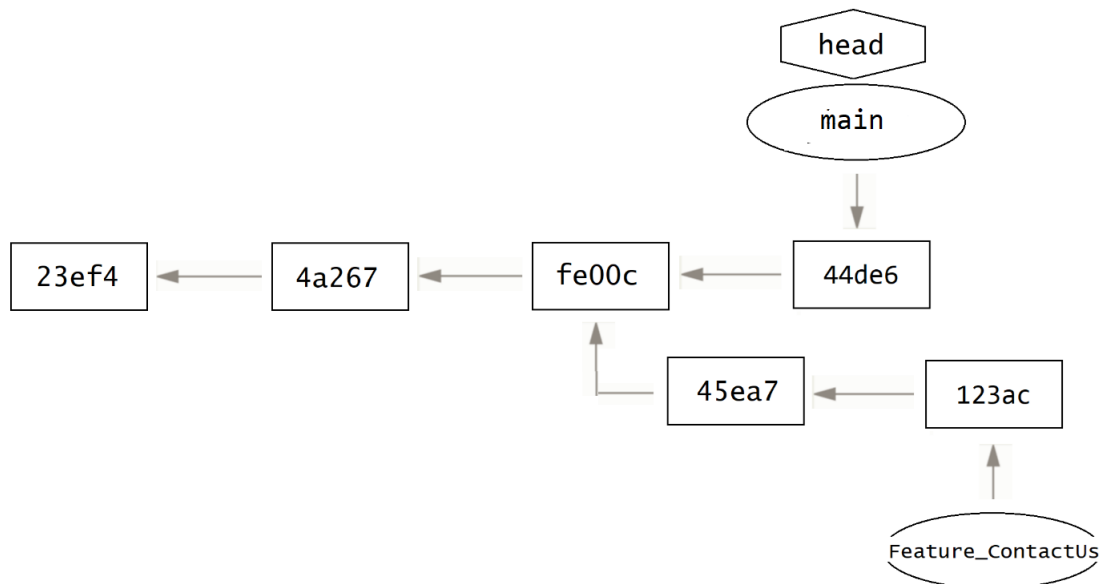 head
main
23ef4
4a267
fe00c
44de6
45ea7
123ac
Feature_ContactUs